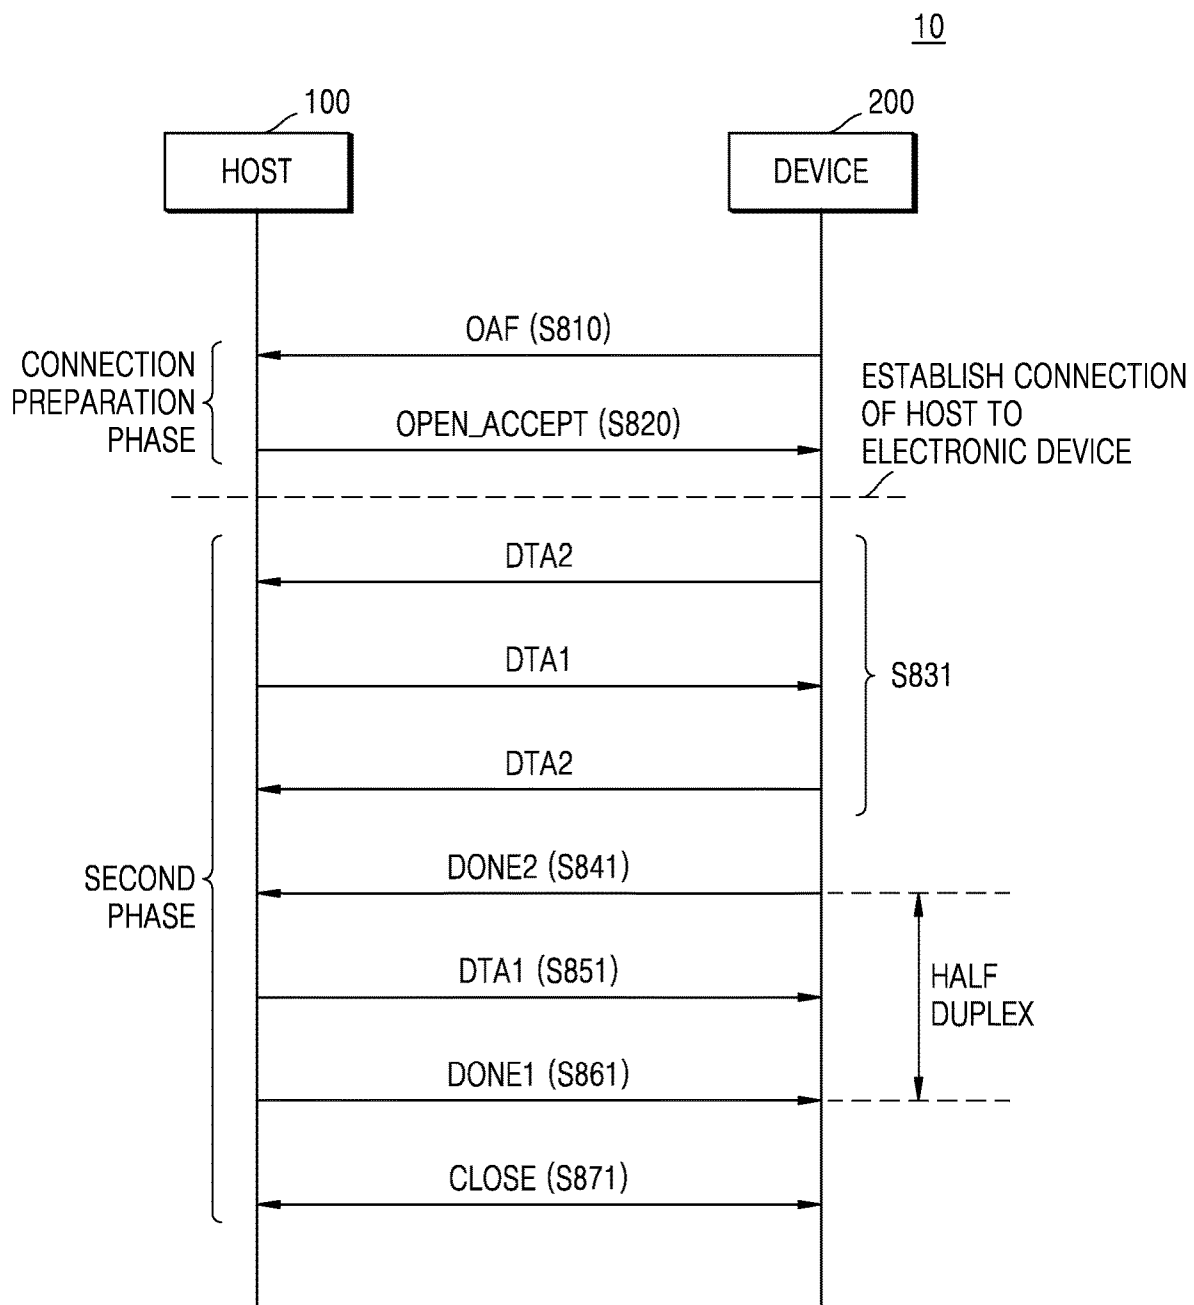 10
100
200
HOST
DEVICE
OAF (S810)
CONNECTION
PREPARATION
PHASE
OPEN_ACCEPT (S820)
ESTABLISH CONNECTION
OF HOST TO
ELECTRONIC DEVICE
DTA2
DTA1
S831
DTA2
SECOND
PHASE
DONE2 (S841)
DTA1 (S851)
HALF
DUPLEX
DONE1 (S861)
CLOSE (S871)